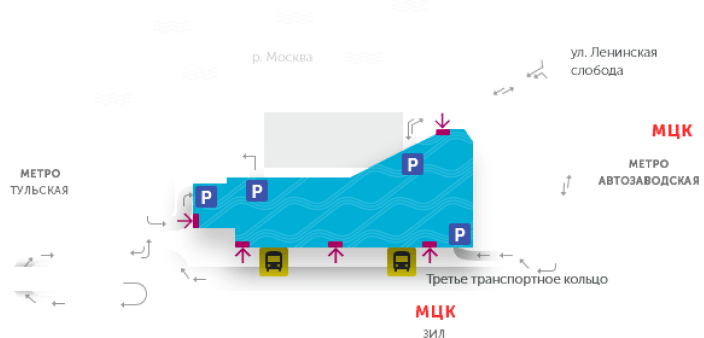 ул. Ленинская
слобода
р. Москва
МЦК
МЕТРО
АВТОЗАВОДСКАЯ
МЕТРО
ТУЛЬСКАЯ
P
P
P
P
Третье транспортное кольцо
МЦК
ЗИЛ